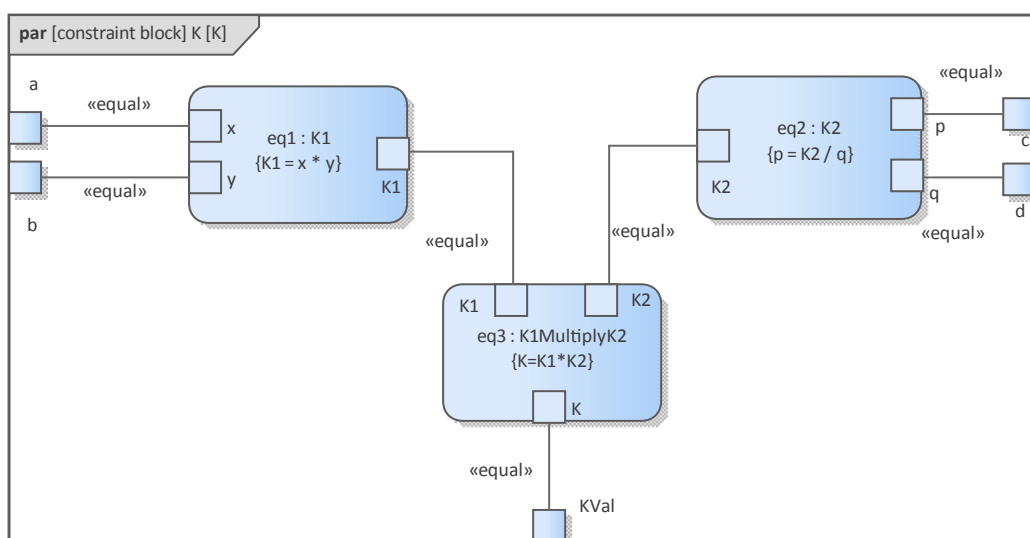 par [constraint block] K [K]
a
«equal»
x
eq1 : K1
{K1 = x * y}
y
K1
«equal»
b
«equal»
eq2 : K2
{p = K2 / q}
K2
p
c
q
d
«equal»
«equal»
«equal»
K1
K2
eq3 : K1MultiplyK2
{K=K1*K2}
K
«equal»
KVal